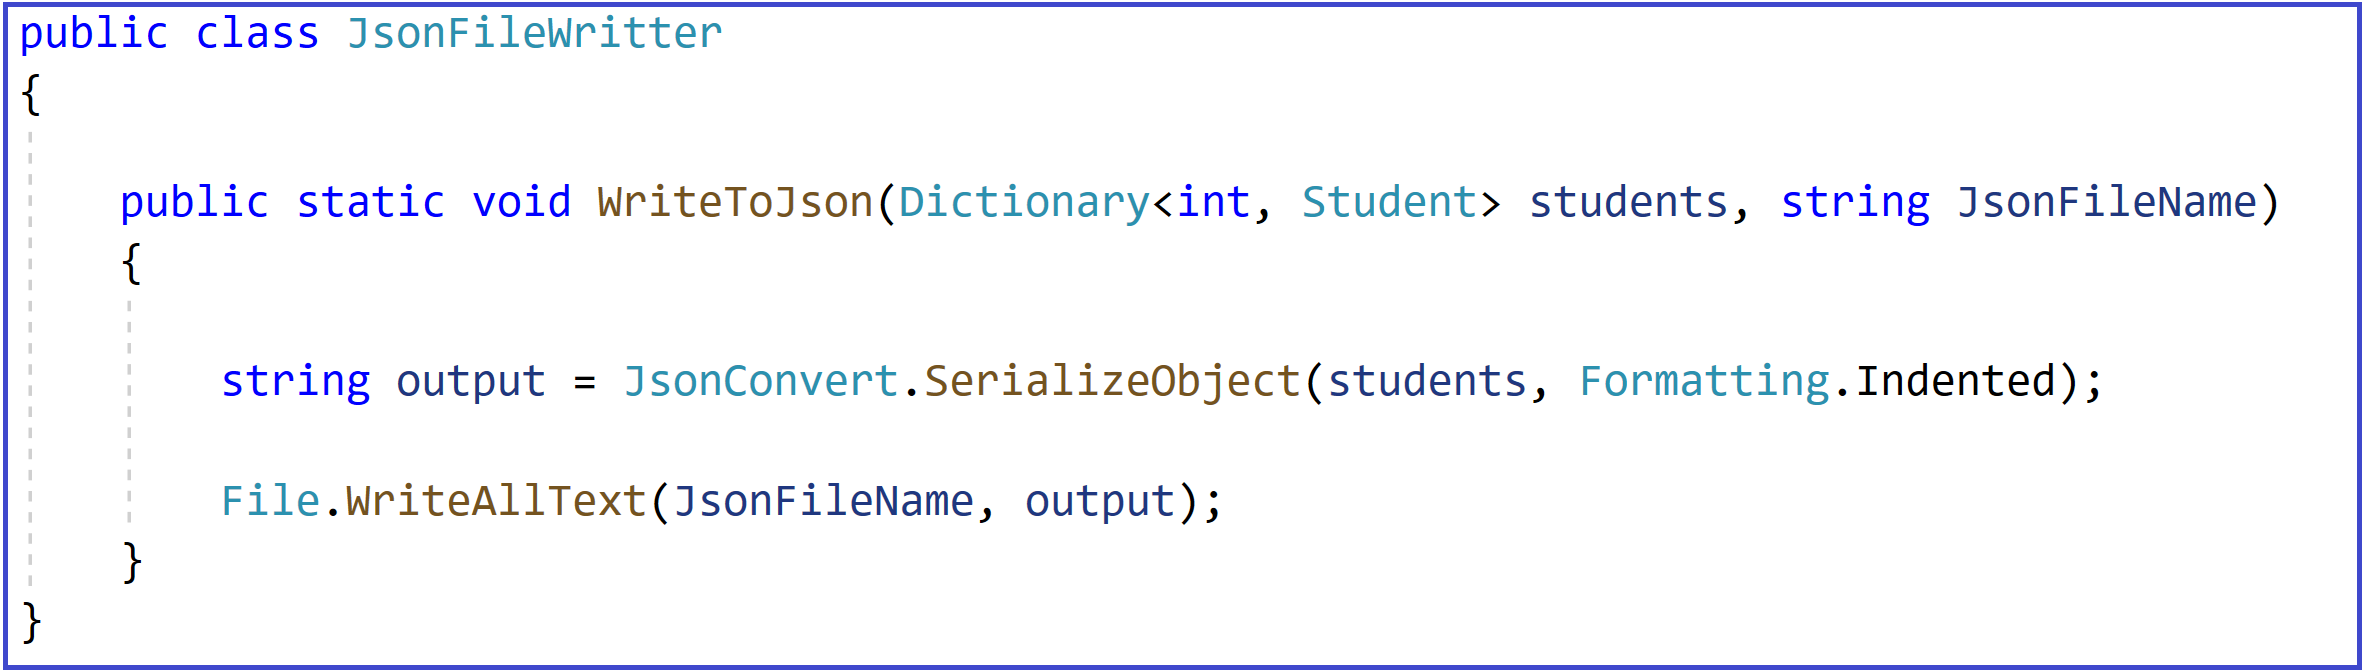 public class JsonFileWritter
{
public static void WriteToJson(Dictionary<int, Student> students, string JsonFileName)
{
string output = JsonConvert.SerializeObject(students, Formatting.Indented);
File.WriteAllText(JsonFileName, output);
}
}